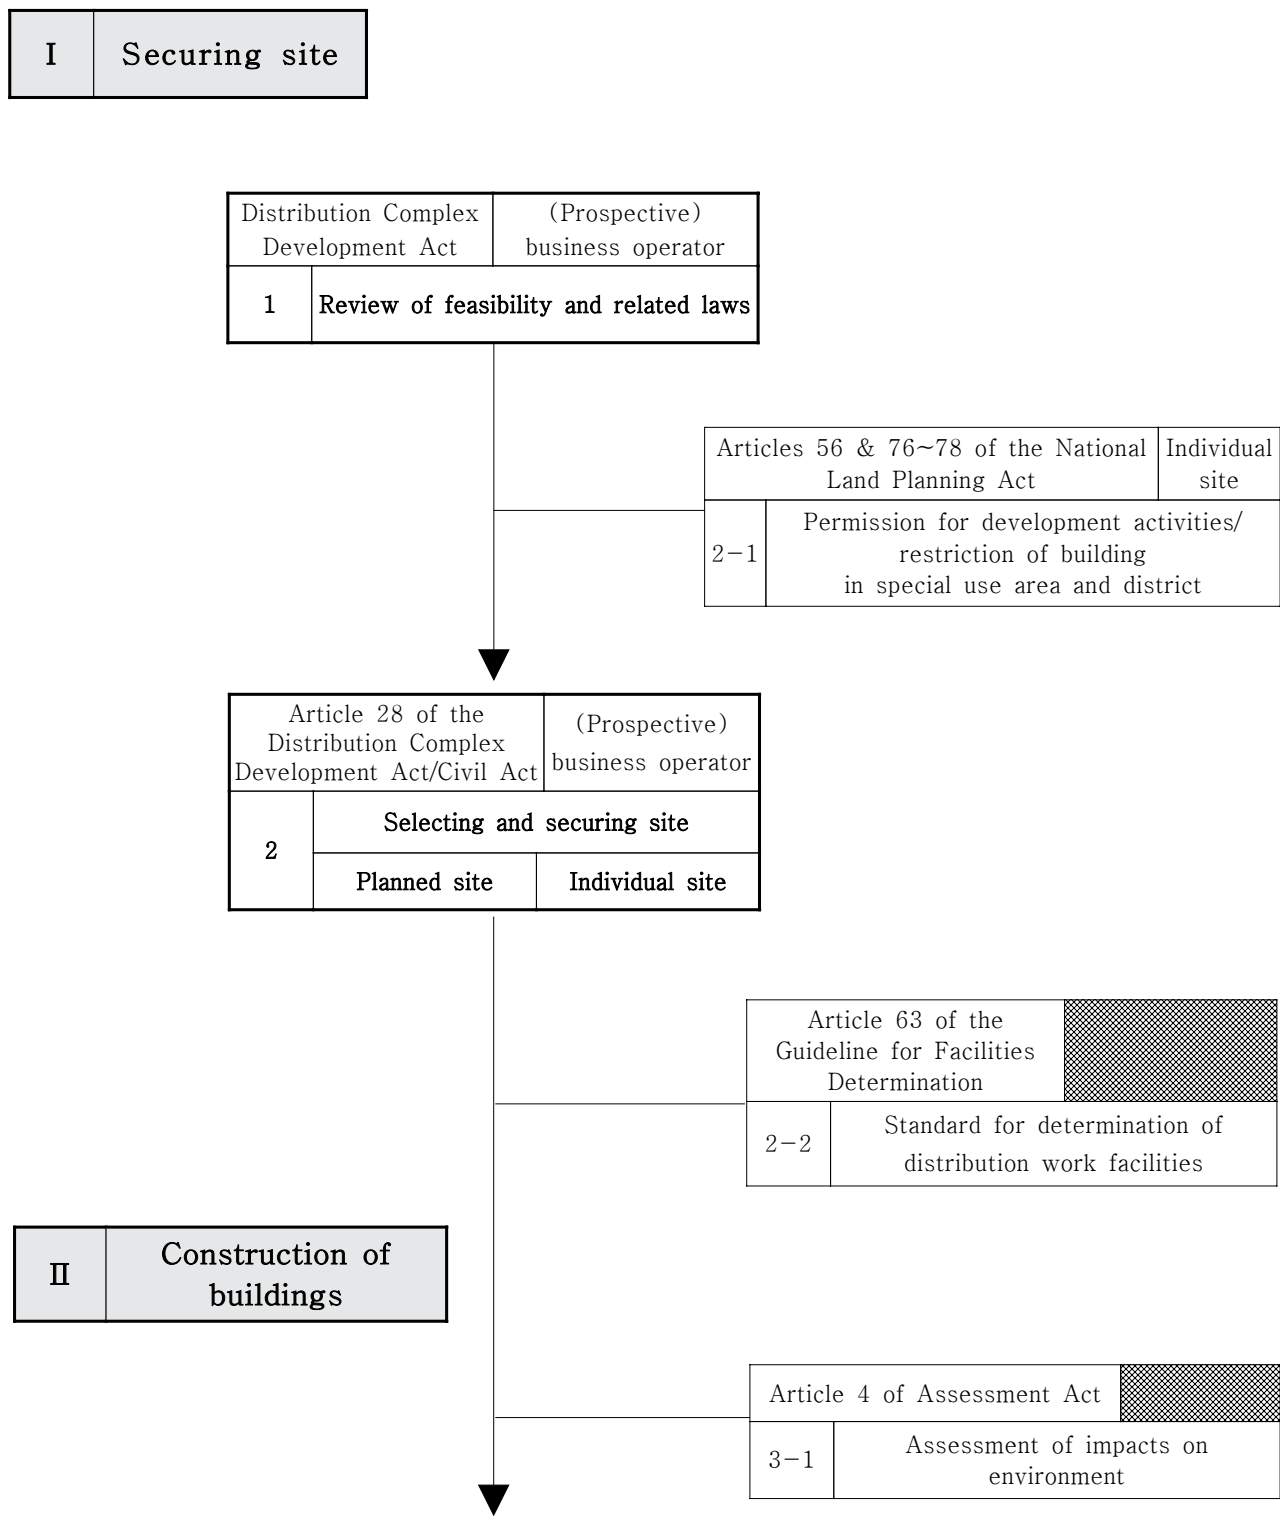 Ⅰ
Securing site
Distribution Complex
Development Act
(Prospective)
business operator
1
Review of feasibility and related laws
Articles 56 & 76~78 of the National
Land Planning Act
Individual
site
2-1
Permission for development activities/
restriction of building
in special use area and district
Article 28 of the
Distribution Complex
Development Act/Civil Act
(Prospective)
business operator
2
Selecting and securing site
Planned site
Individual site
Article 63 of the
Guideline for Facilities
Determination
2-2
Standard for determination of
distribution work facilities
Ⅱ
Construction of
buildings
Article 4 of Assessment Act
3-1
Assessment of impacts on
environment